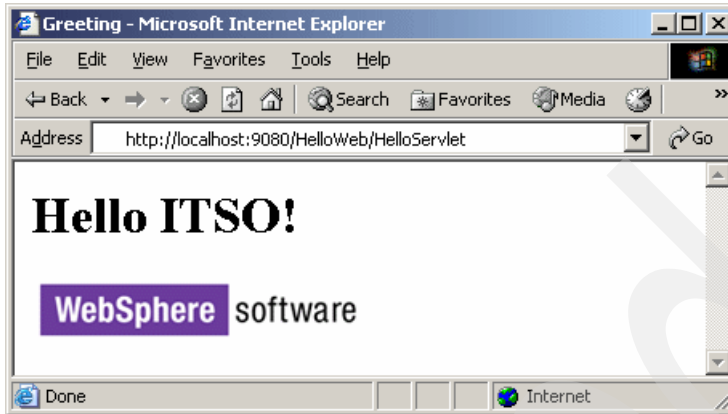 Greeting - Microsoft Internet Explorer
File Edit View Favorites Tools Help
Back Search Favorites Media »
Address http://localhost:9080/HelloWeb/HelloServlet Go
Hello ITSO!
WebSphere software
Done Internet